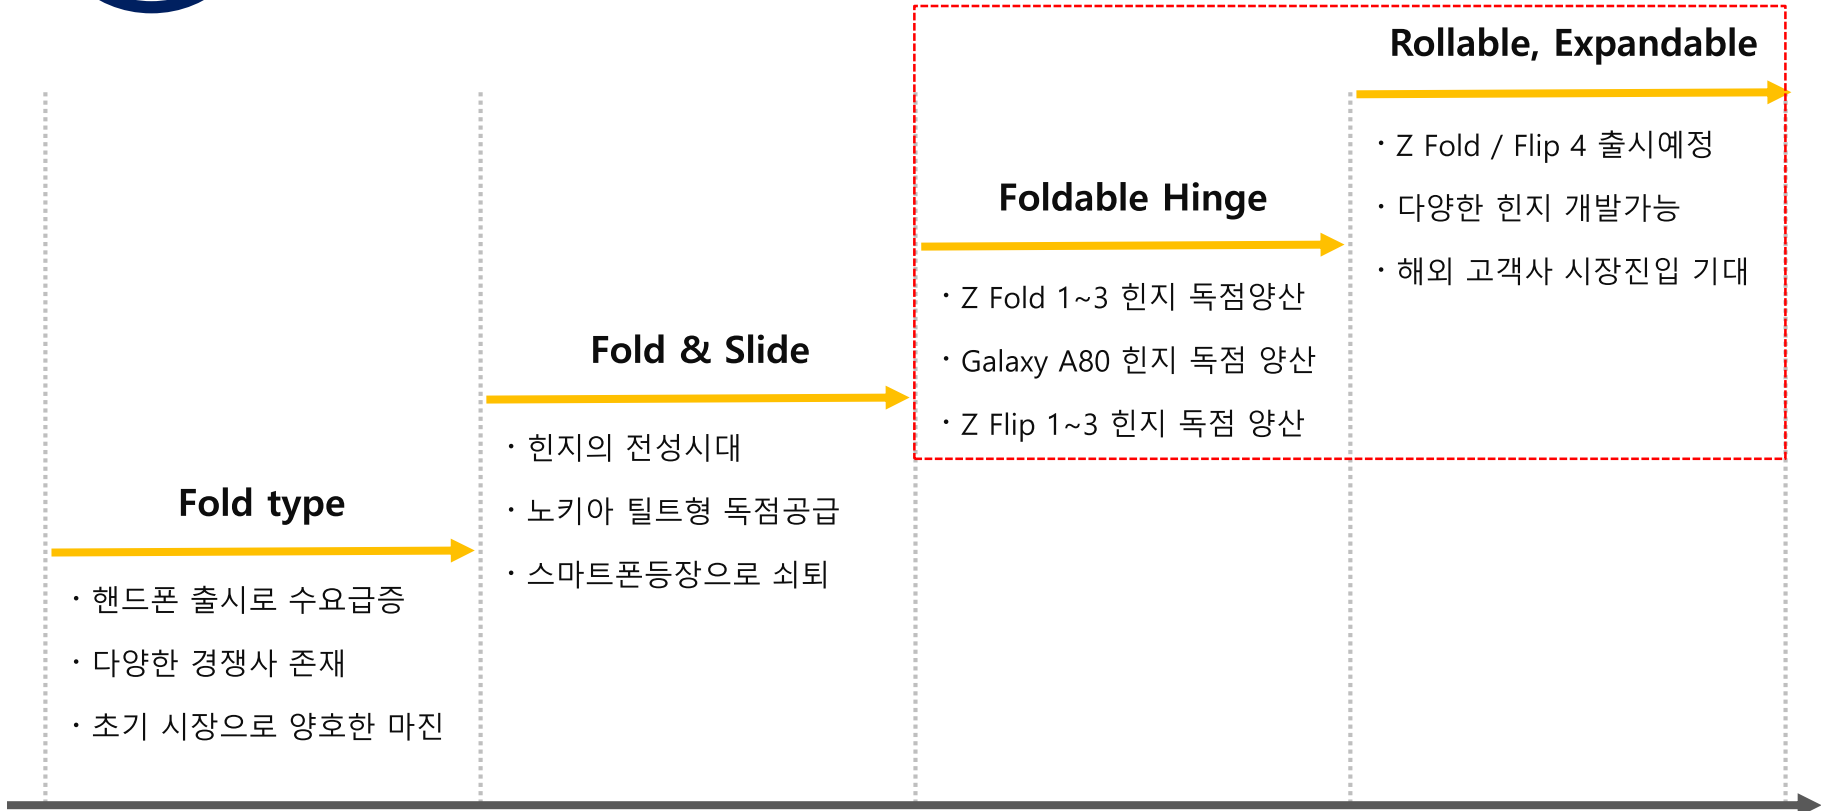 Fold type
· 핸드폰 출시로 수요급증
· 다양한 경쟁사 존재
· 초기 시장으로 양호한 마진
Fold & Slide
· 힌지의 전성시대
· 노키아 틸트형 독점공급
· 스마트폰등장으로 쇠퇴
Foldable Hinge
· Z Fold 1~3 힌지 독점양산
· Galaxy A80 힌지 독점 양산
· Z Flip 1~3 힌지 독점 양산
Rollable, Expandable
· Z Fold / Flip 4 출시예정
· 다양한 힌지 개발가능
· 해외 고객사 시장진입 기대